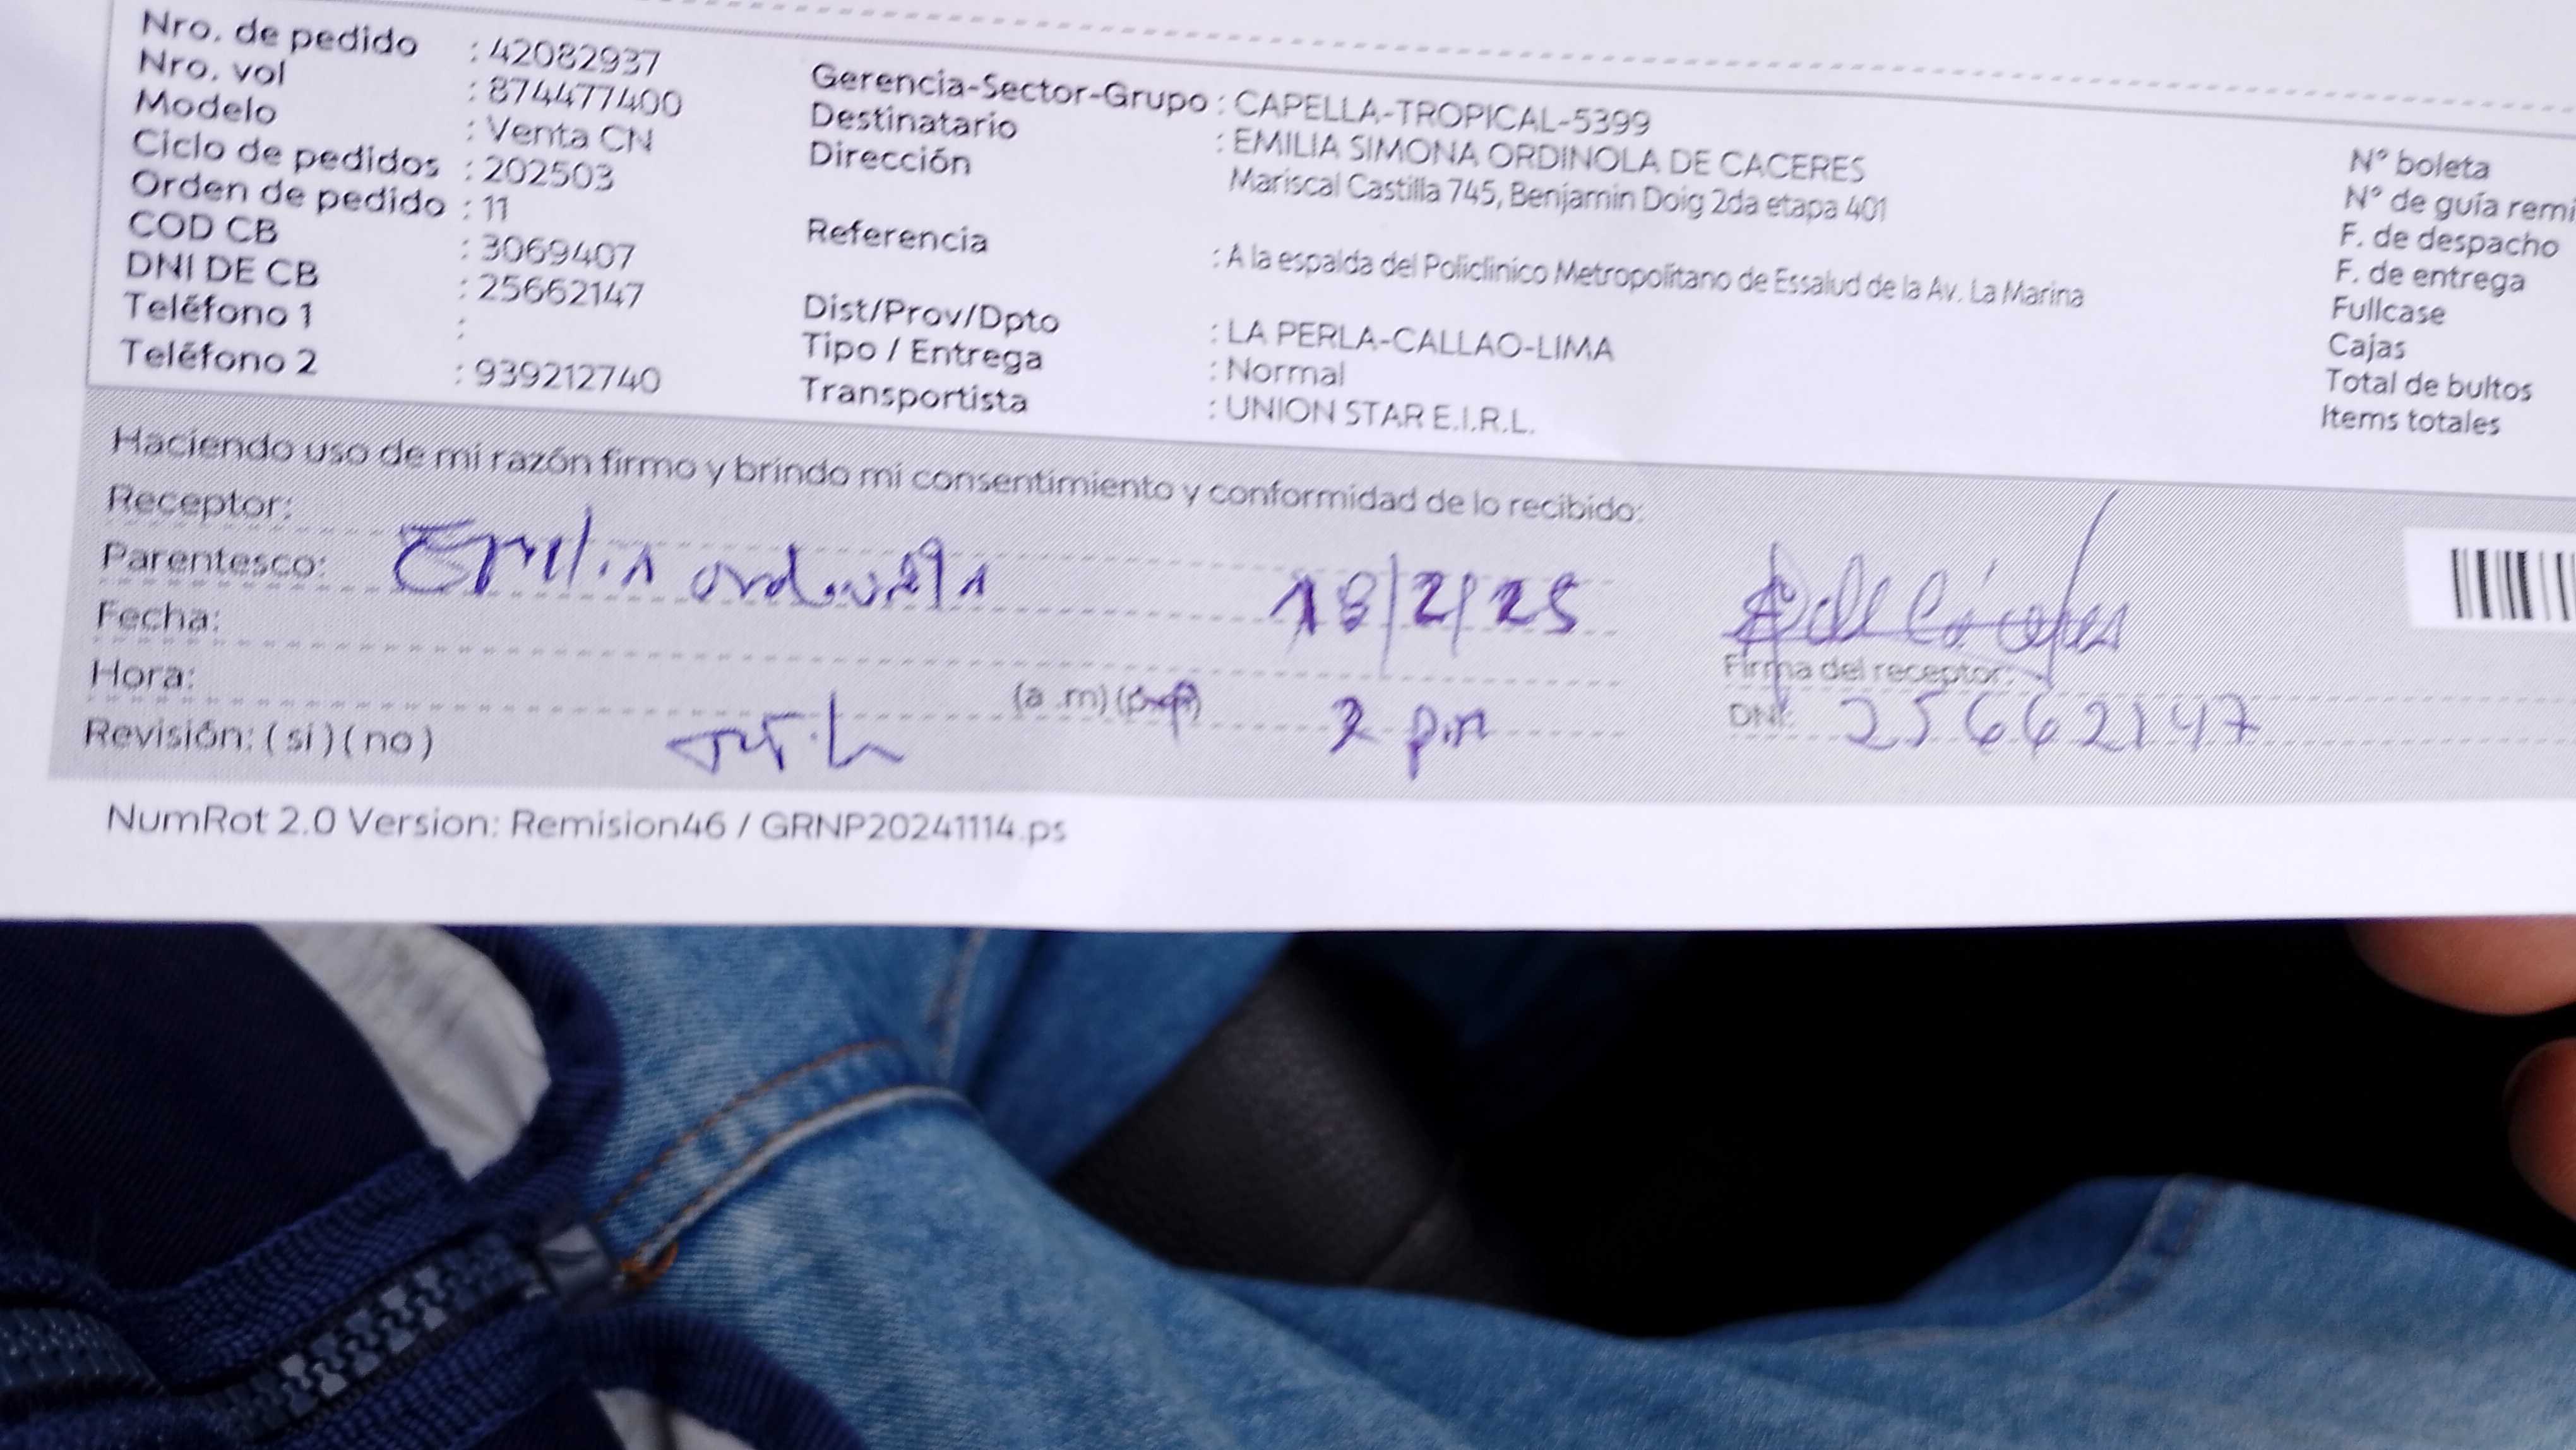 Nro. de pedido : 42082937
Nro. vol : 874477400
Modelo : Venta CN
Ciclo de pedidos : 202503
Orden de pedido : 11
COD CB : 3069407
DNI DE CB : 25662147
Teléfono 1 :
Teléfono 2 : 939212740
Gerencia-Sector-Grupo : CAPELLA-TROPICAL-5399
Destinatario : EMILIA SIMONA ORDINOLA DE CACERES
Dirección Mariscal Castilla 745, Benjamin Doig 2da etapa 401
Referencia : A la espalda del Policlinico Metropolitano de Essalud de la Av. La Marina
Dist/Prov/Dpto : LA PERLA-CALLAO-LIMA
Tipo / Entrega : Normal
Transportista : UNION STAR E.I.R.L.
N° boleta
N° de guía remi
F. de despacho
F. de entrega
Fullcase
Cajas
Total de bultos
Items totales
Haciendo uso de mi razón firmo y brindo mi consentimiento y conformidad de lo recibido:
Receptor:
Parentesco: Emilia ordinola 18/2/25
Fecha:
Firma del receptor:
Hora: (a .m) 2 p.m
DNI: 25662147
Revisión: ( si ) ( no )
NumRot 2.0 Version: Remision46 / GRNP20241114.ps